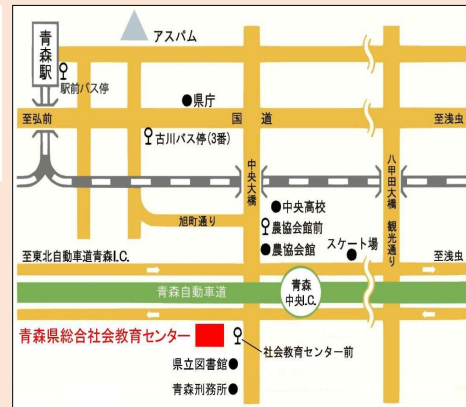 アスパム
青森駅
駅前バス停
県庁
至弘前
国道
至浅虫
古川バス停(3番)
中央大橋
八甲田大橋
観光通り
中央高校
旭町通り
農協会館前
農協会館
スケート場
至東北自動車道青森I.C.
至浅虫
青森自動車道
青森
中央I.C.
青森県総合社会教育センター
社会教育センター前
県立図書館
青森刑務所